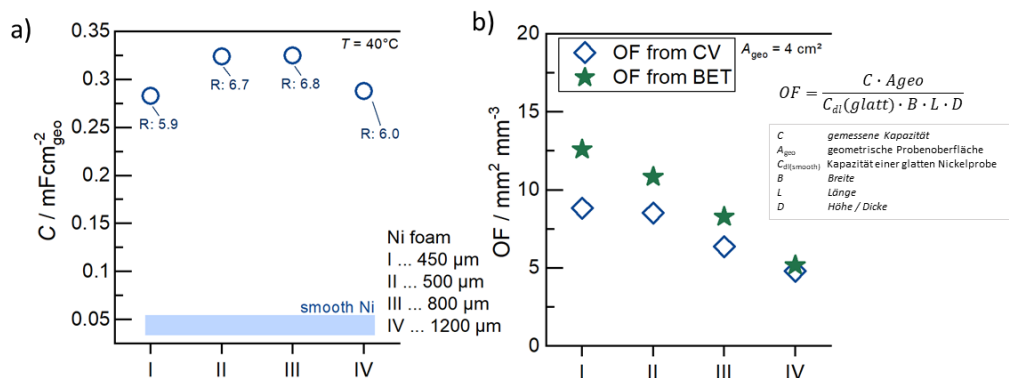 a)
C / mFcm⁻²geo
0.35
0.3
0.25
0.2
0.15
0.1
0.05
T = 40°C
R: 5.9
R: 6.7
R: 6.8
R: 6.0
Ni foam
I ... 450 µm
II ... 500 µm
III ... 800 µm
IV ... 1200 µm
smooth Ni
I II III IV
b)
OF / mm² mm⁻³
20
15
10
5
0
OF from CV
OF from BET
Ageo = 4 cm²
I II III IV
OF = C · Ageo / Cdl(glatt) · B · L · D
C gemessene Kapazität
Ageo geometrische Probenoberfläche
Cdl(smooth) Kapazität einer glatten Nickelprobe
B Breite
L Länge
D Höhe / Dicke